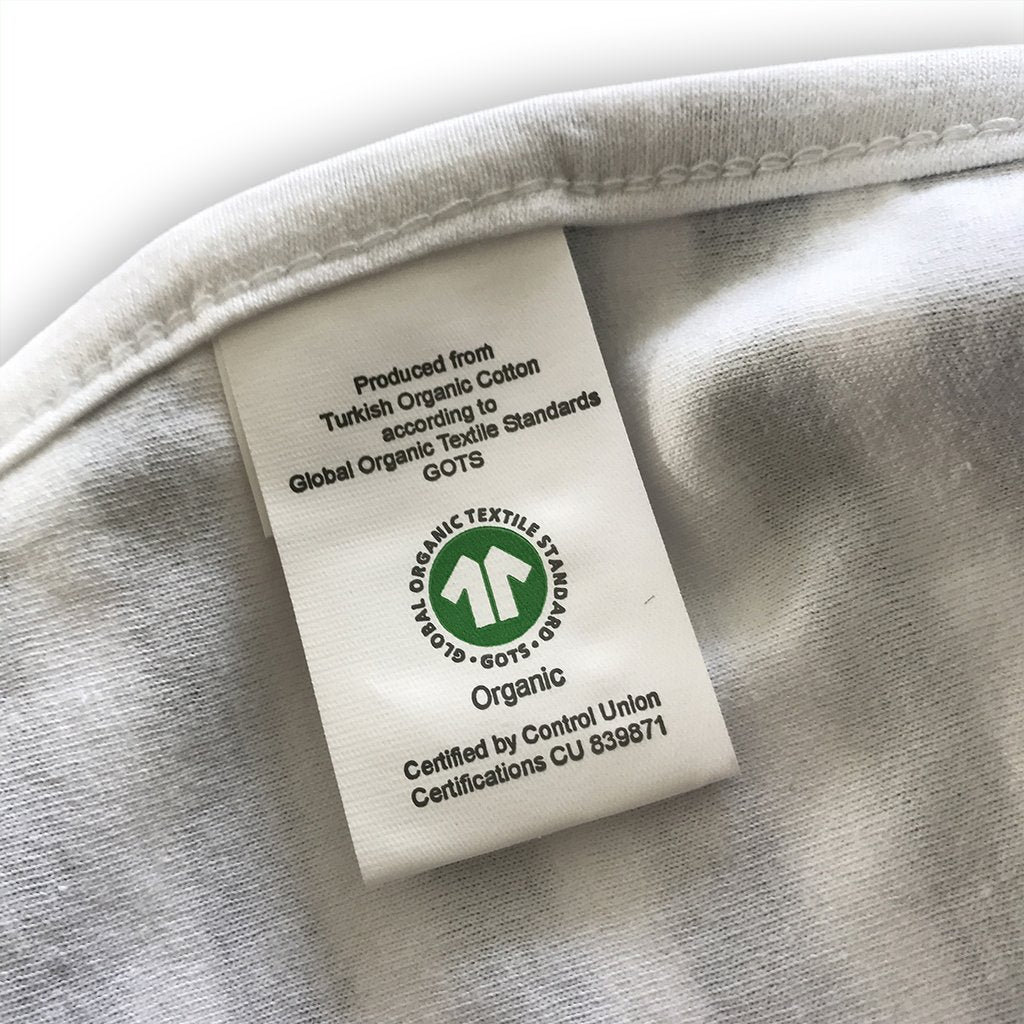 Produced from
Turkish Organic Cotton
according to
Global Organic Textile Standards
GOTS
GLOBAL ORGANIC TEXTILE STANDARD • GOTS •
Organic
Certified by Control Union
Certifications CU 839871